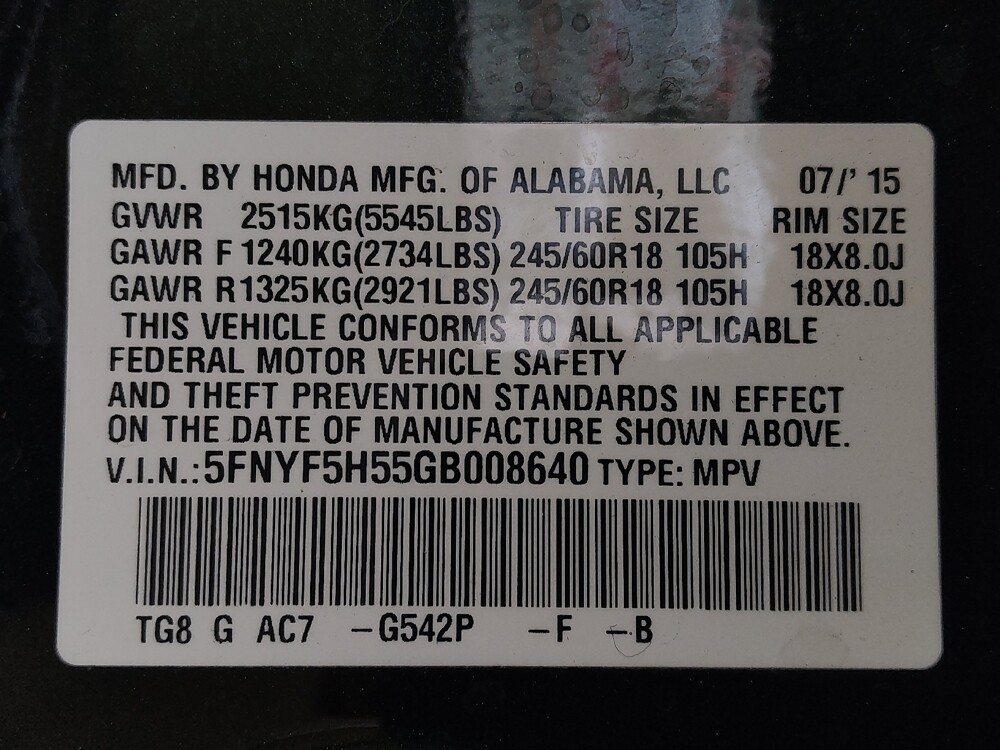 MFD. BY HONDA MFG. OF ALABAMA, LLC 07/' 15
GVWR 2515KG(5545LBS) TIRE SIZE RIM SIZE
GAWR F 1240KG(2734LBS) 245/60R18 105H 18X8.0J
GAWR R 1325KG(2921LBS) 245/60R18 105H 18X8.0J
THIS VEHICLE CONFORMS TO ALL APPLICABLE
FEDERAL MOTOR VEHICLE SAFETY
AND THEFT PREVENTION STANDARDS IN EFFECT
ON THE DATE OF MANUFACTURE SHOWN ABOVE.
V.I.N.: 5FNYF5H55GB008640 TYPE: MPV
TG8 G AC7 –G542P –F –B